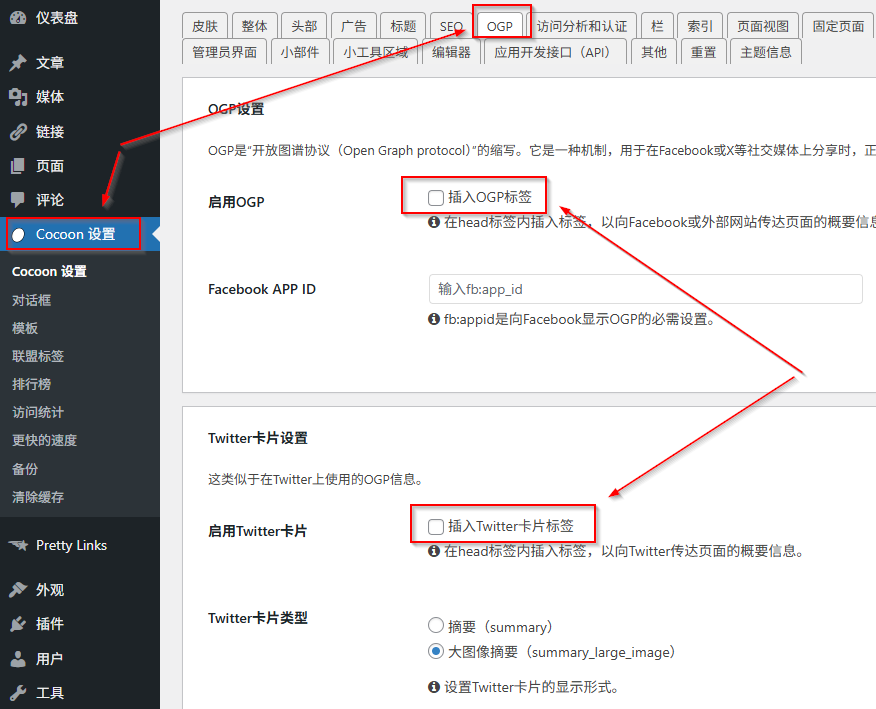 仪表盘
文章
媒体
链接
页面
评论
Cocoon 设置
Cocoon 设置
对话框
模板
联盟标签
排行榜
访问统计
更快的速度
备份
清除缓存
Pretty Links
外观
插件
用户
工具
皮肤 整体 头部 广告 标题 SEO OGP 访问分析和认证 栏 索引 页面视图 固定页面
管理员界面 小部件 小工具区域 编辑器 应用开发接口（API） 其他 重置 主题信息
OGP设置
OGP是“开放图谱协议（Open Graph protocol）”的缩写。它是一种机制，用于在Facebook或X等社交媒体上分享时，正
启用OGP
插入OGP标签
在head标签内插入标签，以向Facebook或外部网站传达页面的概要信息
Facebook APP ID
输入fb:app_id
fb:appid是向Facebook显示OGP的必需设置。
Twitter卡片设置
这类似于在Twitter上使用的OGP信息。
启用Twitter卡片
插入Twitter卡片标签
在head标签内插入标签，以向Twitter传达页面的概要信息。
Twitter卡片类型
摘要（summary）
大图像摘要（summary_large_image）
设置Twitter卡片的显示形式。